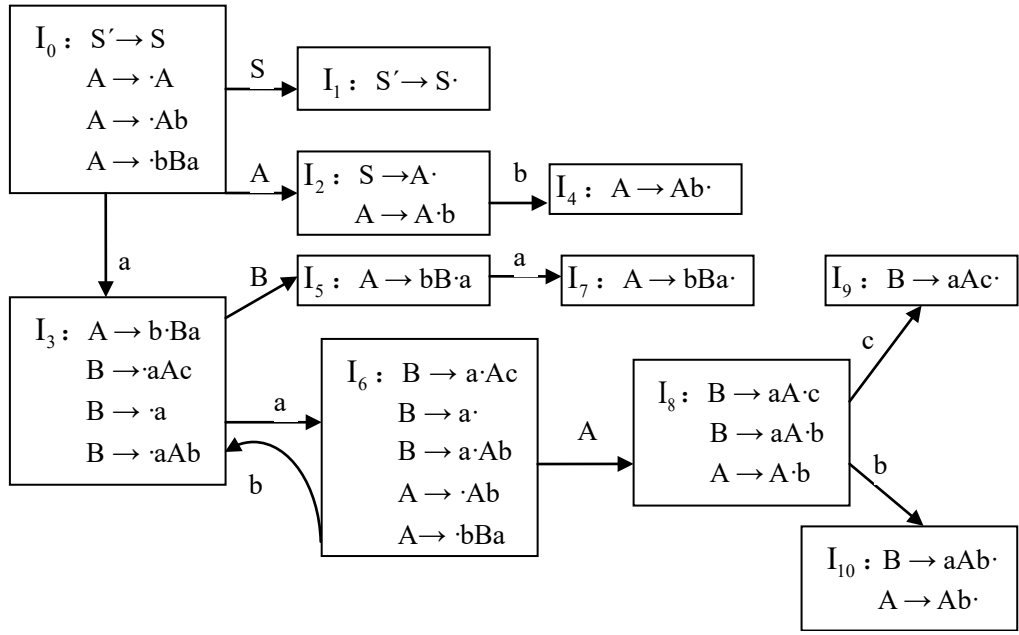 I₀： S´→ S
A → ·A
A → ·Ab
A → ·bBa
S
I₁： S´→ S·
A
I₂： S →A·
A → A·b
b
I₄： A → Ab·
a
B
I₅： A → bB·a
a
I₇： A → bBa·
I₉： B → aAc·
I₃： A → b·Ba
B →·aAc
B → ·a
B → ·aAb
a
b
I₆： B → a·Ac
B → a·
B → a·Ab
A → ·Ab
A→ ·bBa
A
I₈： B → aA·c
B → aA·b
A → A·b
c
b
I₁₀： B → aAb·
A → Ab·